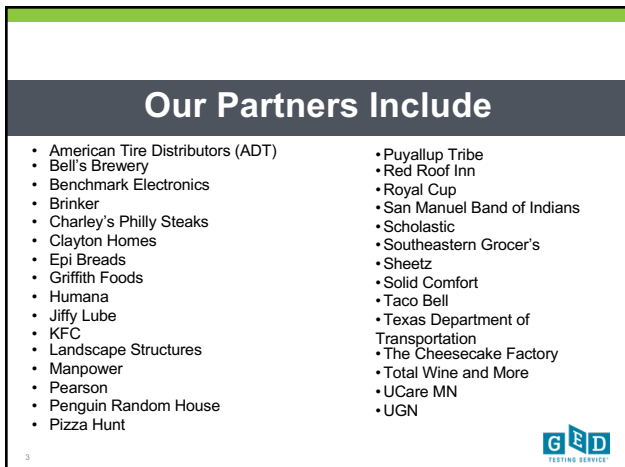 Our Partners Include
• American Tire Distributors (ADT)
• Bell's Brewery
• Benchmark Electronics
• Brinker
• Charley's Philly Steaks
• Clayton Homes
• Epi Breads
• Griffith Foods
• Humana
• Jiffy Lube
• KFC
• Landscape Structures
• Manpower
• Pearson
• Penguin Random House
• Pizza Hunt
• Puyallup Tribe
• Red Roof Inn
• Royal Cup
• San Manuel Band of Indians
• Scholastic
• Southeastern Grocer's
• Sheetz
• Solid Comfort
• Taco Bell
• Texas Department of
Transportation
• The Cheesecake Factory
• Total Wine and More
• UCare MN
• UGN
3
GED
TESTING SERVICE®